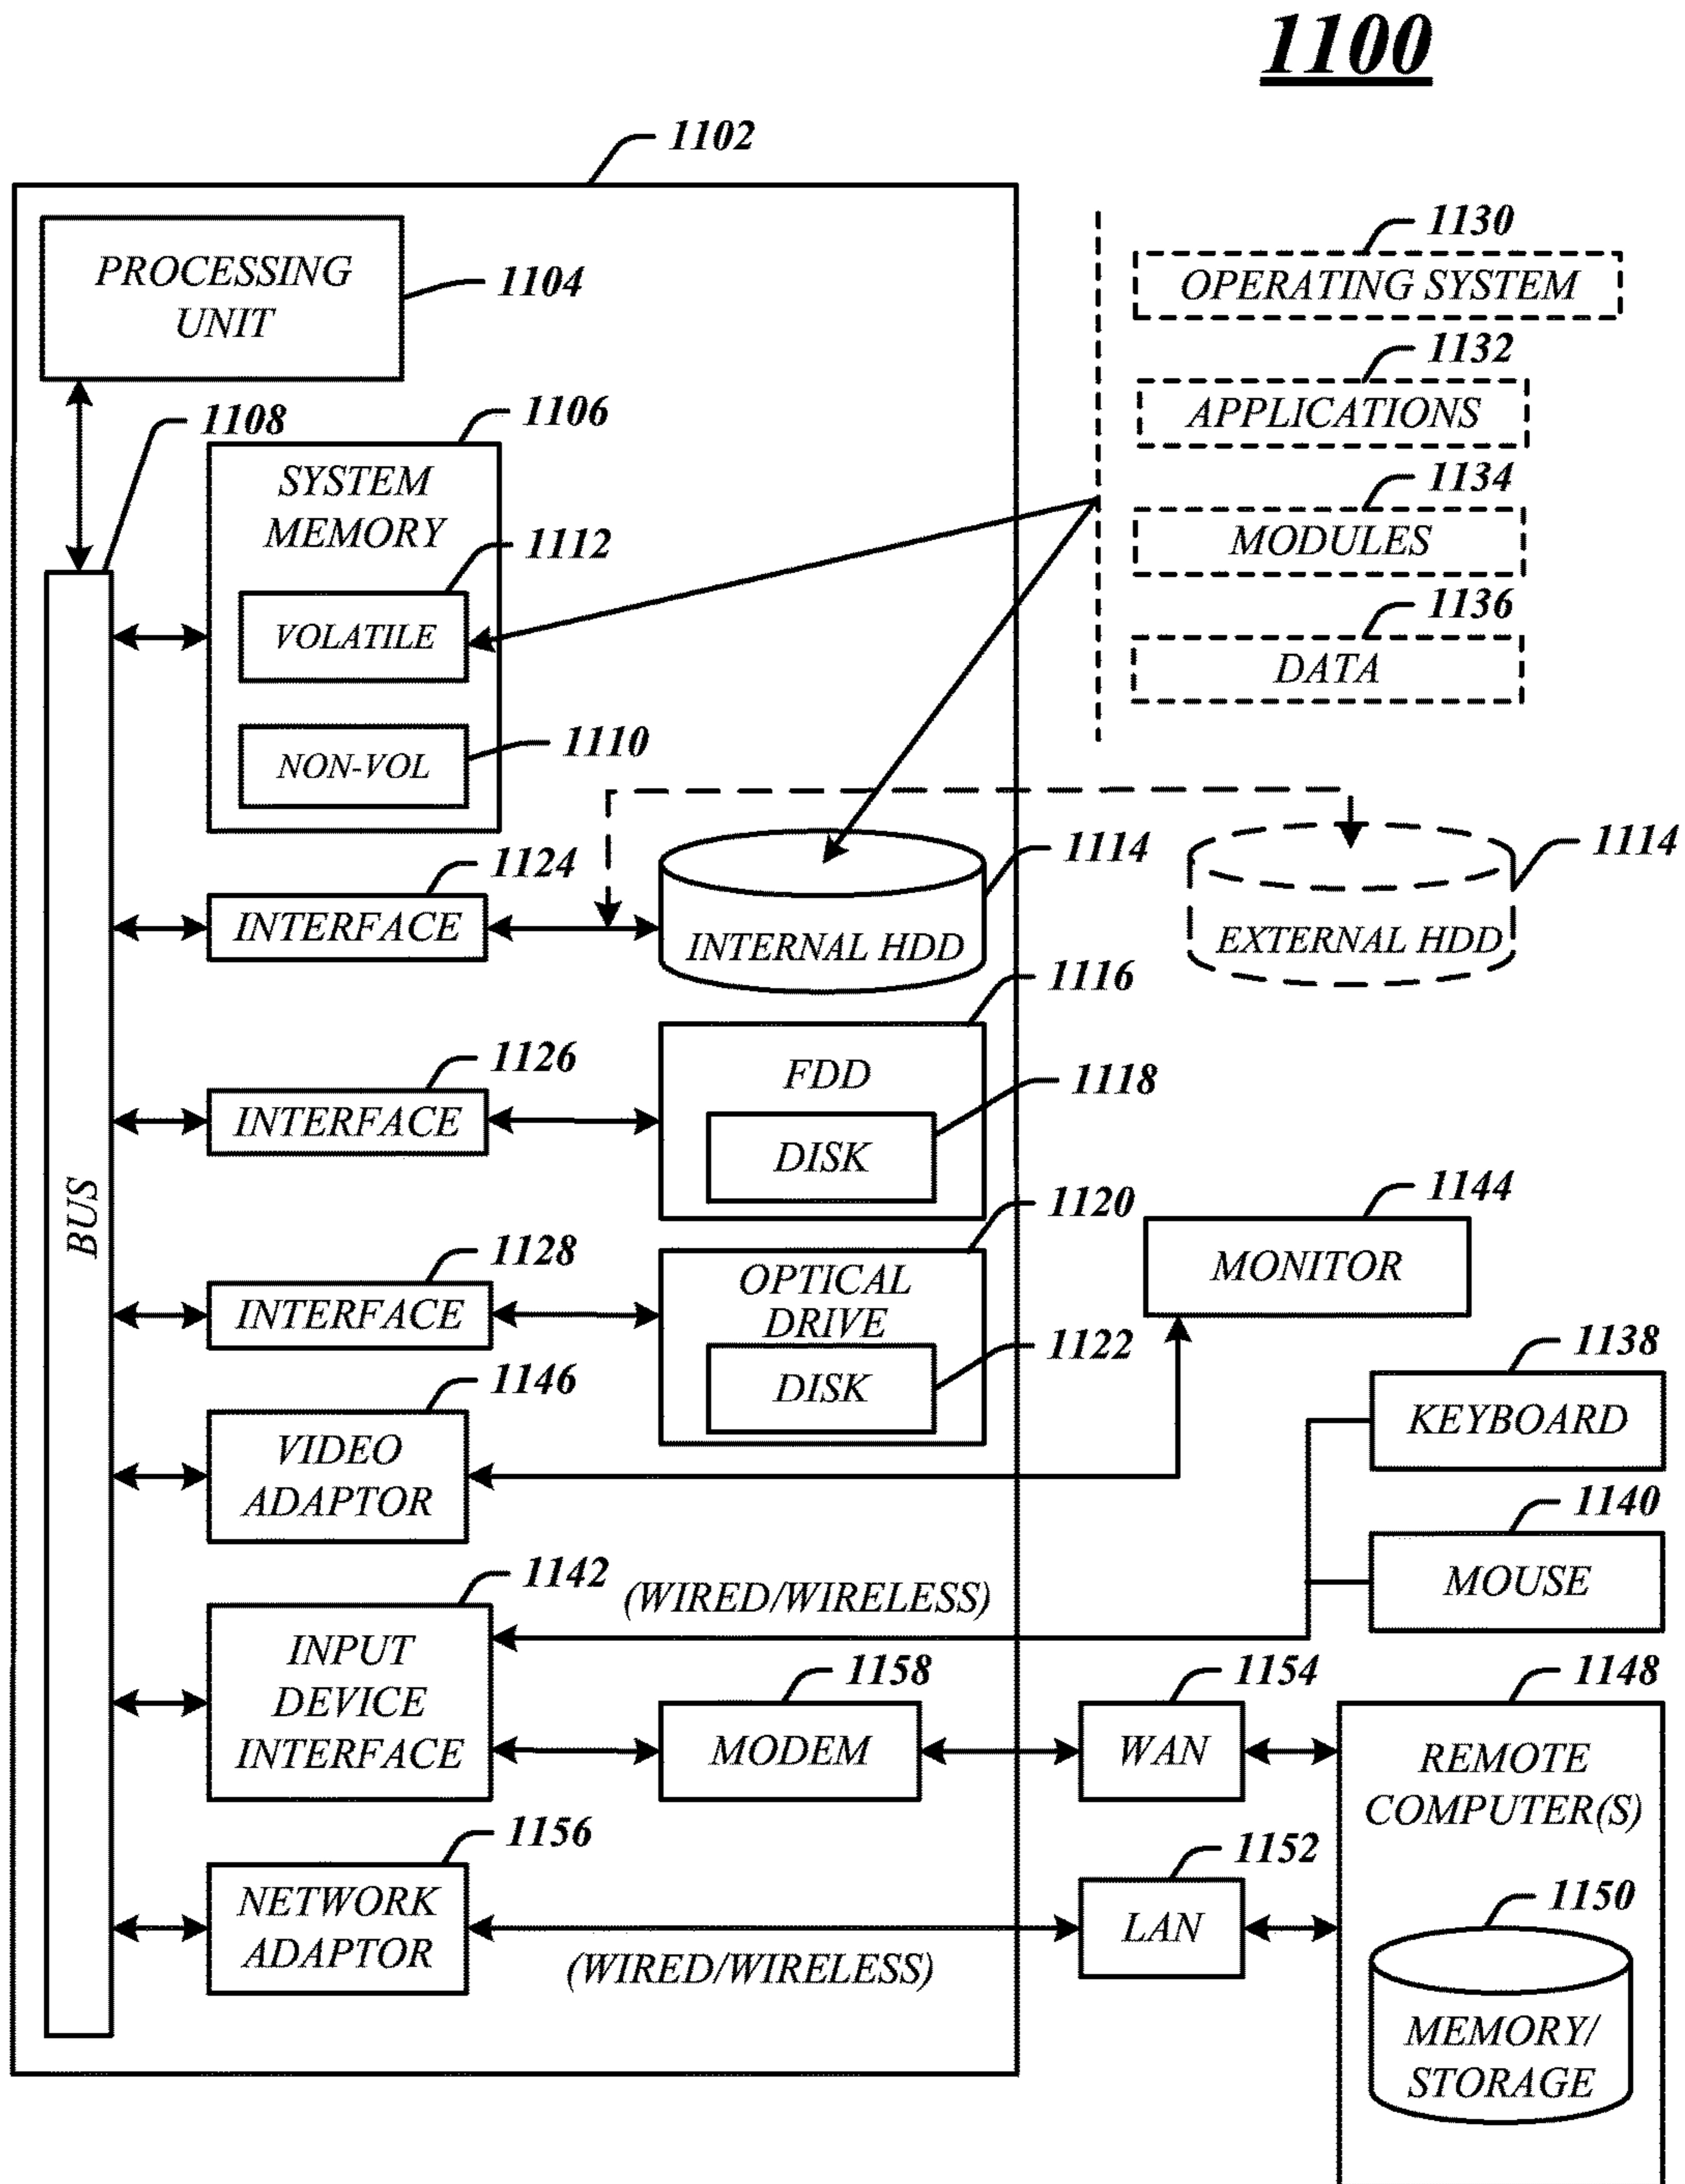 1100
1102
PROCESSING
UNIT
1104
1130
OPERATING SYSTEM
1132
APPLICATIONS
1134
MODULES
1136
DATA
1108
1106
SYSTEM
MEMORY
1112
VOLATILE
1110
NON-VOL
BUS
1124
INTERFACE
1114
INTERNAL HDD
1114
EXTERNAL HDD
1116
1126
INTERFACE
FDD
1118
DISK
1120
1128
INTERFACE
OPTICAL
DRIVE
1122
DISK
1144
MONITOR
1146
VIDEO
ADAPTOR
1138
KEYBOARD
1140
MOUSE
1142
(WIRED/WIRELESS)
INPUT
DEVICE
INTERFACE
1158
MODEM
1154
WAN
1148
REMOTE
COMPUTER(S)
1156
NETWORK
ADAPTOR
(WIRED/WIRELESS)
1152
LAN
1150
MEMORY/
STORAGE